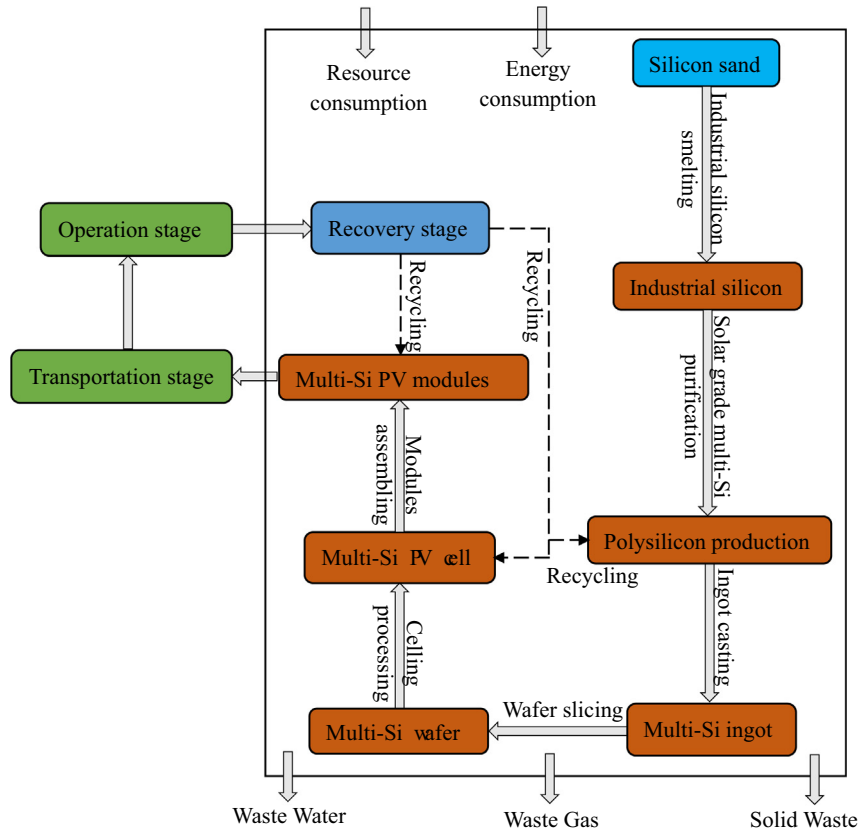 Resource
consumption
Energy
consumption
Silicon sand
Industrial silicon
smelting
Operation stage
Recovery stage
Recycling
Recycling
Industrial silicon
Transportation stage
Multi-Si PV modules
Solar grade multi-Si
purification
Modules
assembling
Multi-Si PV cell
Recycling
Polysilicon production
Ingot casting
Celling
processing
Multi-Si wafer
Wafer slicing
Multi-Si ingot
Waste Water
Waste Gas
Solid Waste